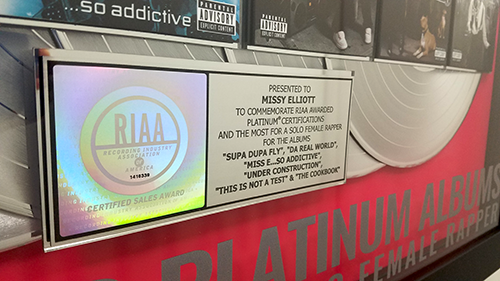 ...so addictive
PARENTAL
ADVISORY
EXPLICIT CONTENT
PARENTAL
ADVISORY
EXPLICIT CONTENT
RIAA
RECORDING INDUSTRY
ASSOCIATION
OF
AMERICA
1416338
CERTIFIED SALES AWARD
PRESENTED TO
MISSY ELLIOTT
TO COMMEMORATE RIAA AWARDED
PLATINUM® CERTIFICATIONS
AND THE MOST FOR A SOLO FEMALE RAPPER
FOR THE ALBUMS
"SUPA DUPA FLY", "DA REAL WORLD",
"MISS E...SO ADDICTIVE",
"UNDER CONSTRUCTION",
"THIS IS NOT A TEST" & "THE COOKBOOK"
PLATINUM ALBUMS
FEMALE RAPPER